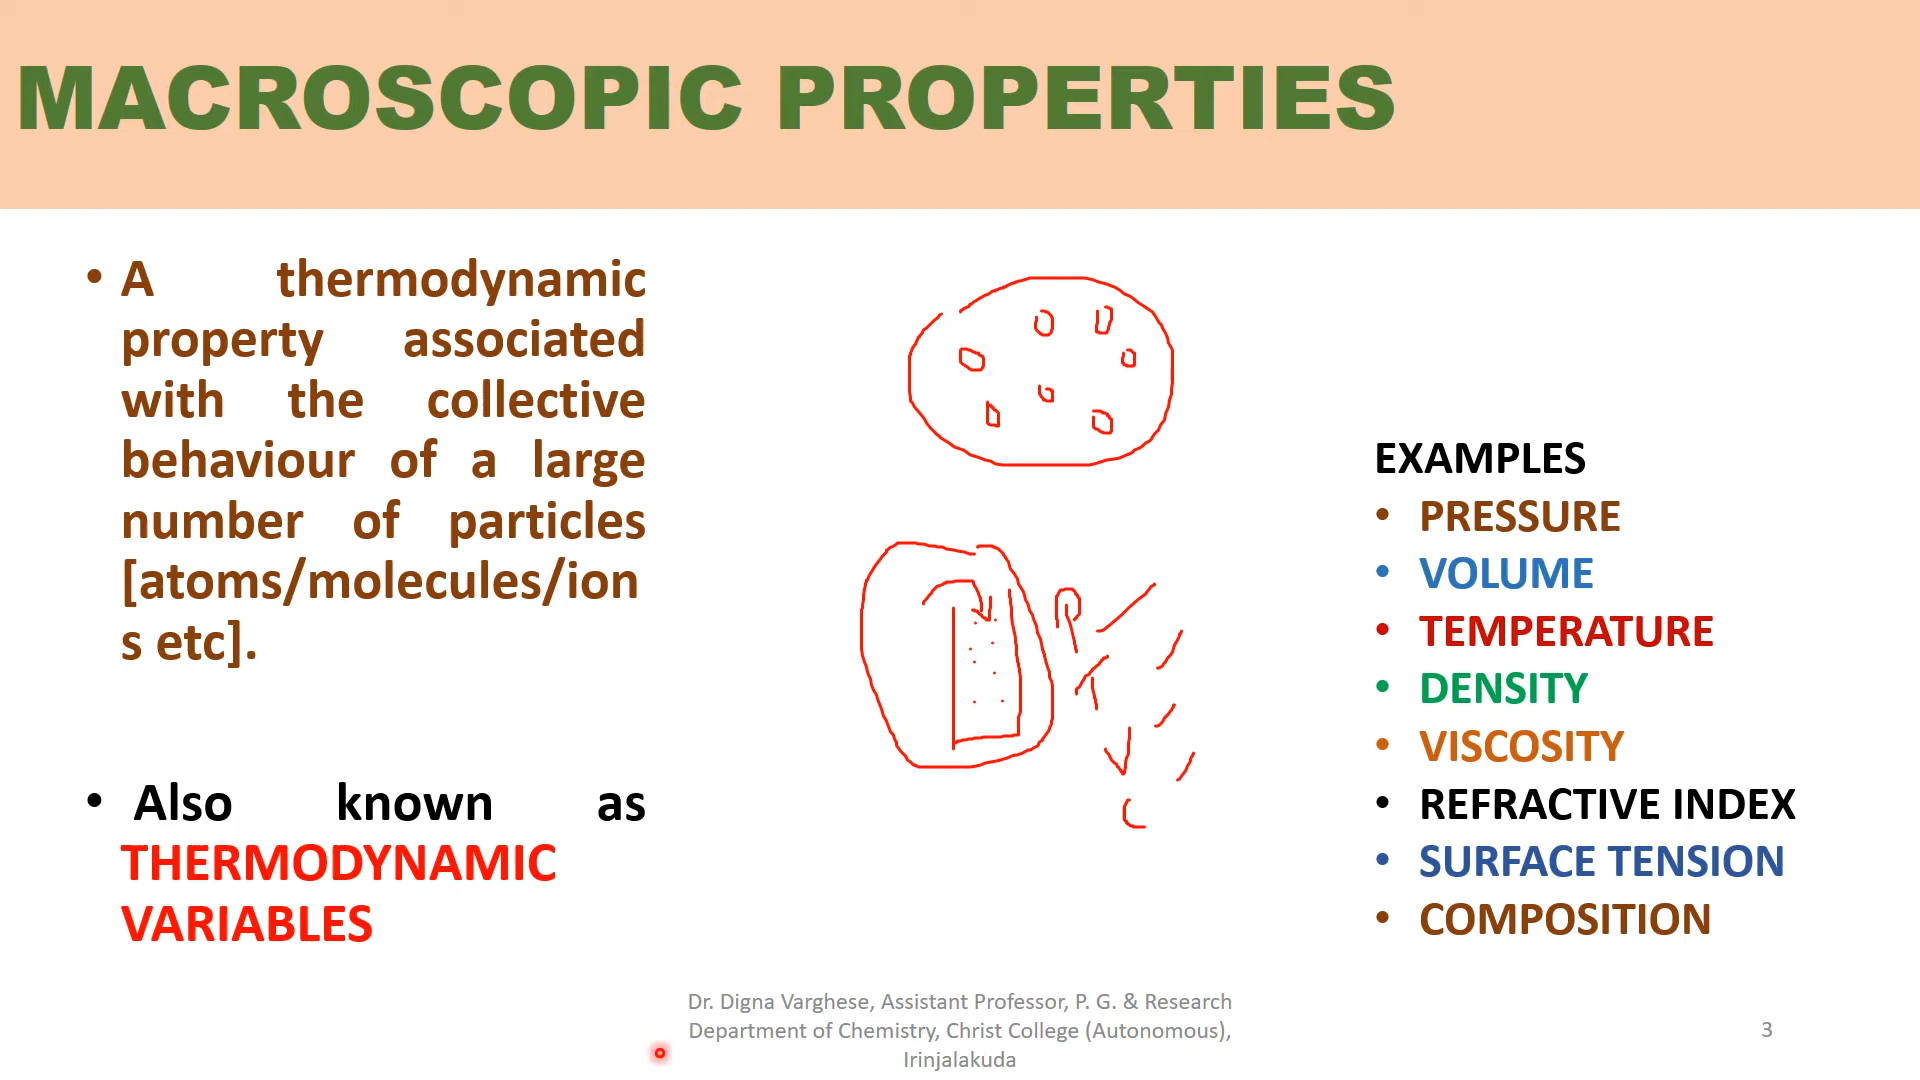 MACROSCOPIC PROPERTIES
• A thermodynamic
property associated
with the collective
behaviour of a large
number of particles
[atoms/molecules/ion
s etc].
• Also known as
THERMODYNAMIC
VARIABLES
EXAMPLES
• PRESSURE
• VOLUME
• TEMPERATURE
• DENSITY
• VISCOSITY
• REFRACTIVE INDEX
• SURFACE TENSION
• COMPOSITION
Dr. Digna Varghese, Assistant Professor, P. G. & Research
Department of Chemistry, Christ College (Autonomous),
Irinjalakuda
3